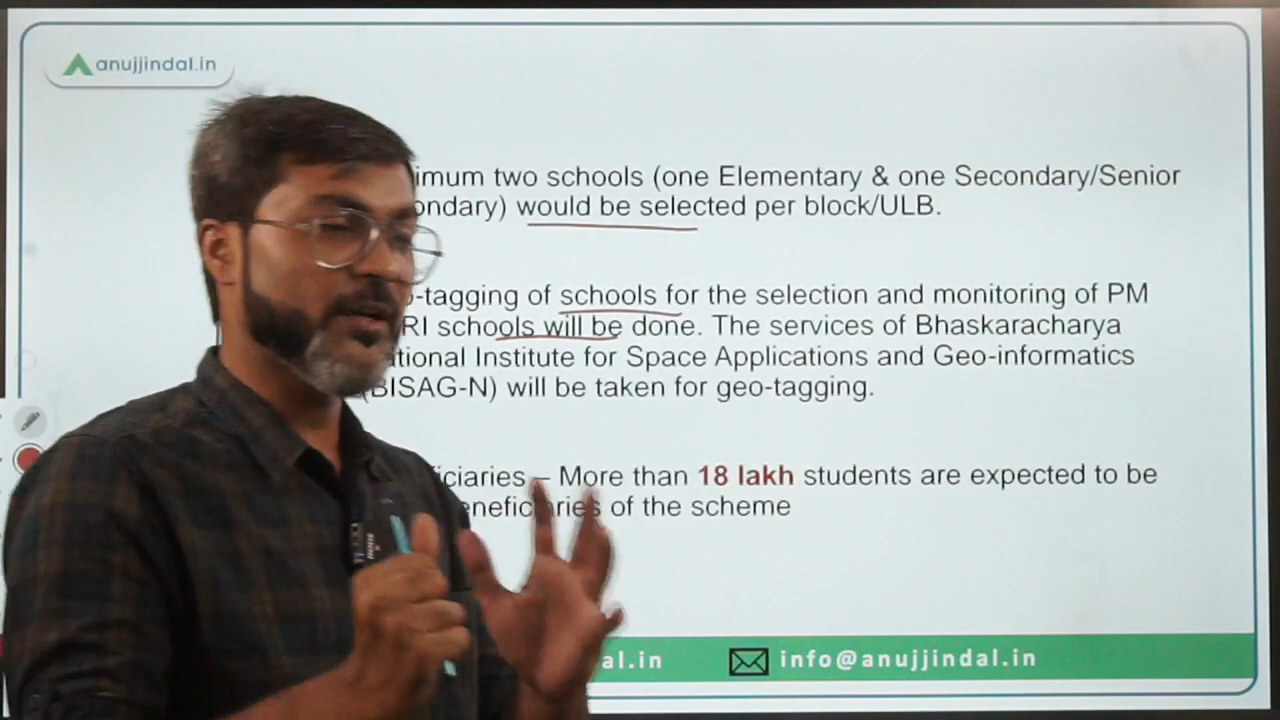 anujjindal.in
imum two schools (one Elementary & one Secondary/Senior
ondary) would be selected per block/ULB.
-tagging of schools for the selection and monitoring of PM
RI schools will be done. The services of Bhaskaracharya
ational Institute for Space Applications and Geo-informatics
(BISAG-N) will be taken for geo-tagging.
iciaries – More than 18 lakh students are expected to be
eneficiaries of the scheme
al.in
info@anujjindal.in